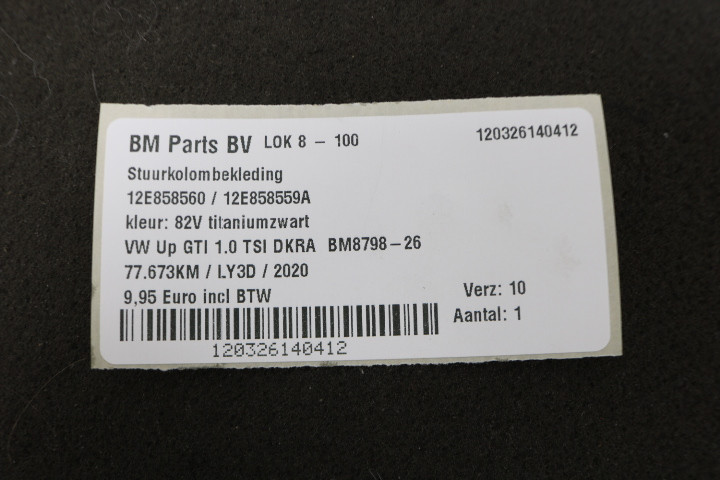 BM Parts BV LOK 8 - 100 120326140412
Stuurkolombekleding
12E858560 / 12E858559A
kleur: 82V titaniumzwart
VW Up GTI 1.0 TSI DKRA BM8798-26
77.673KM / LY3D / 2020
9,95 Euro incl BTW Verz: 10
Aantal: 1
120326140412